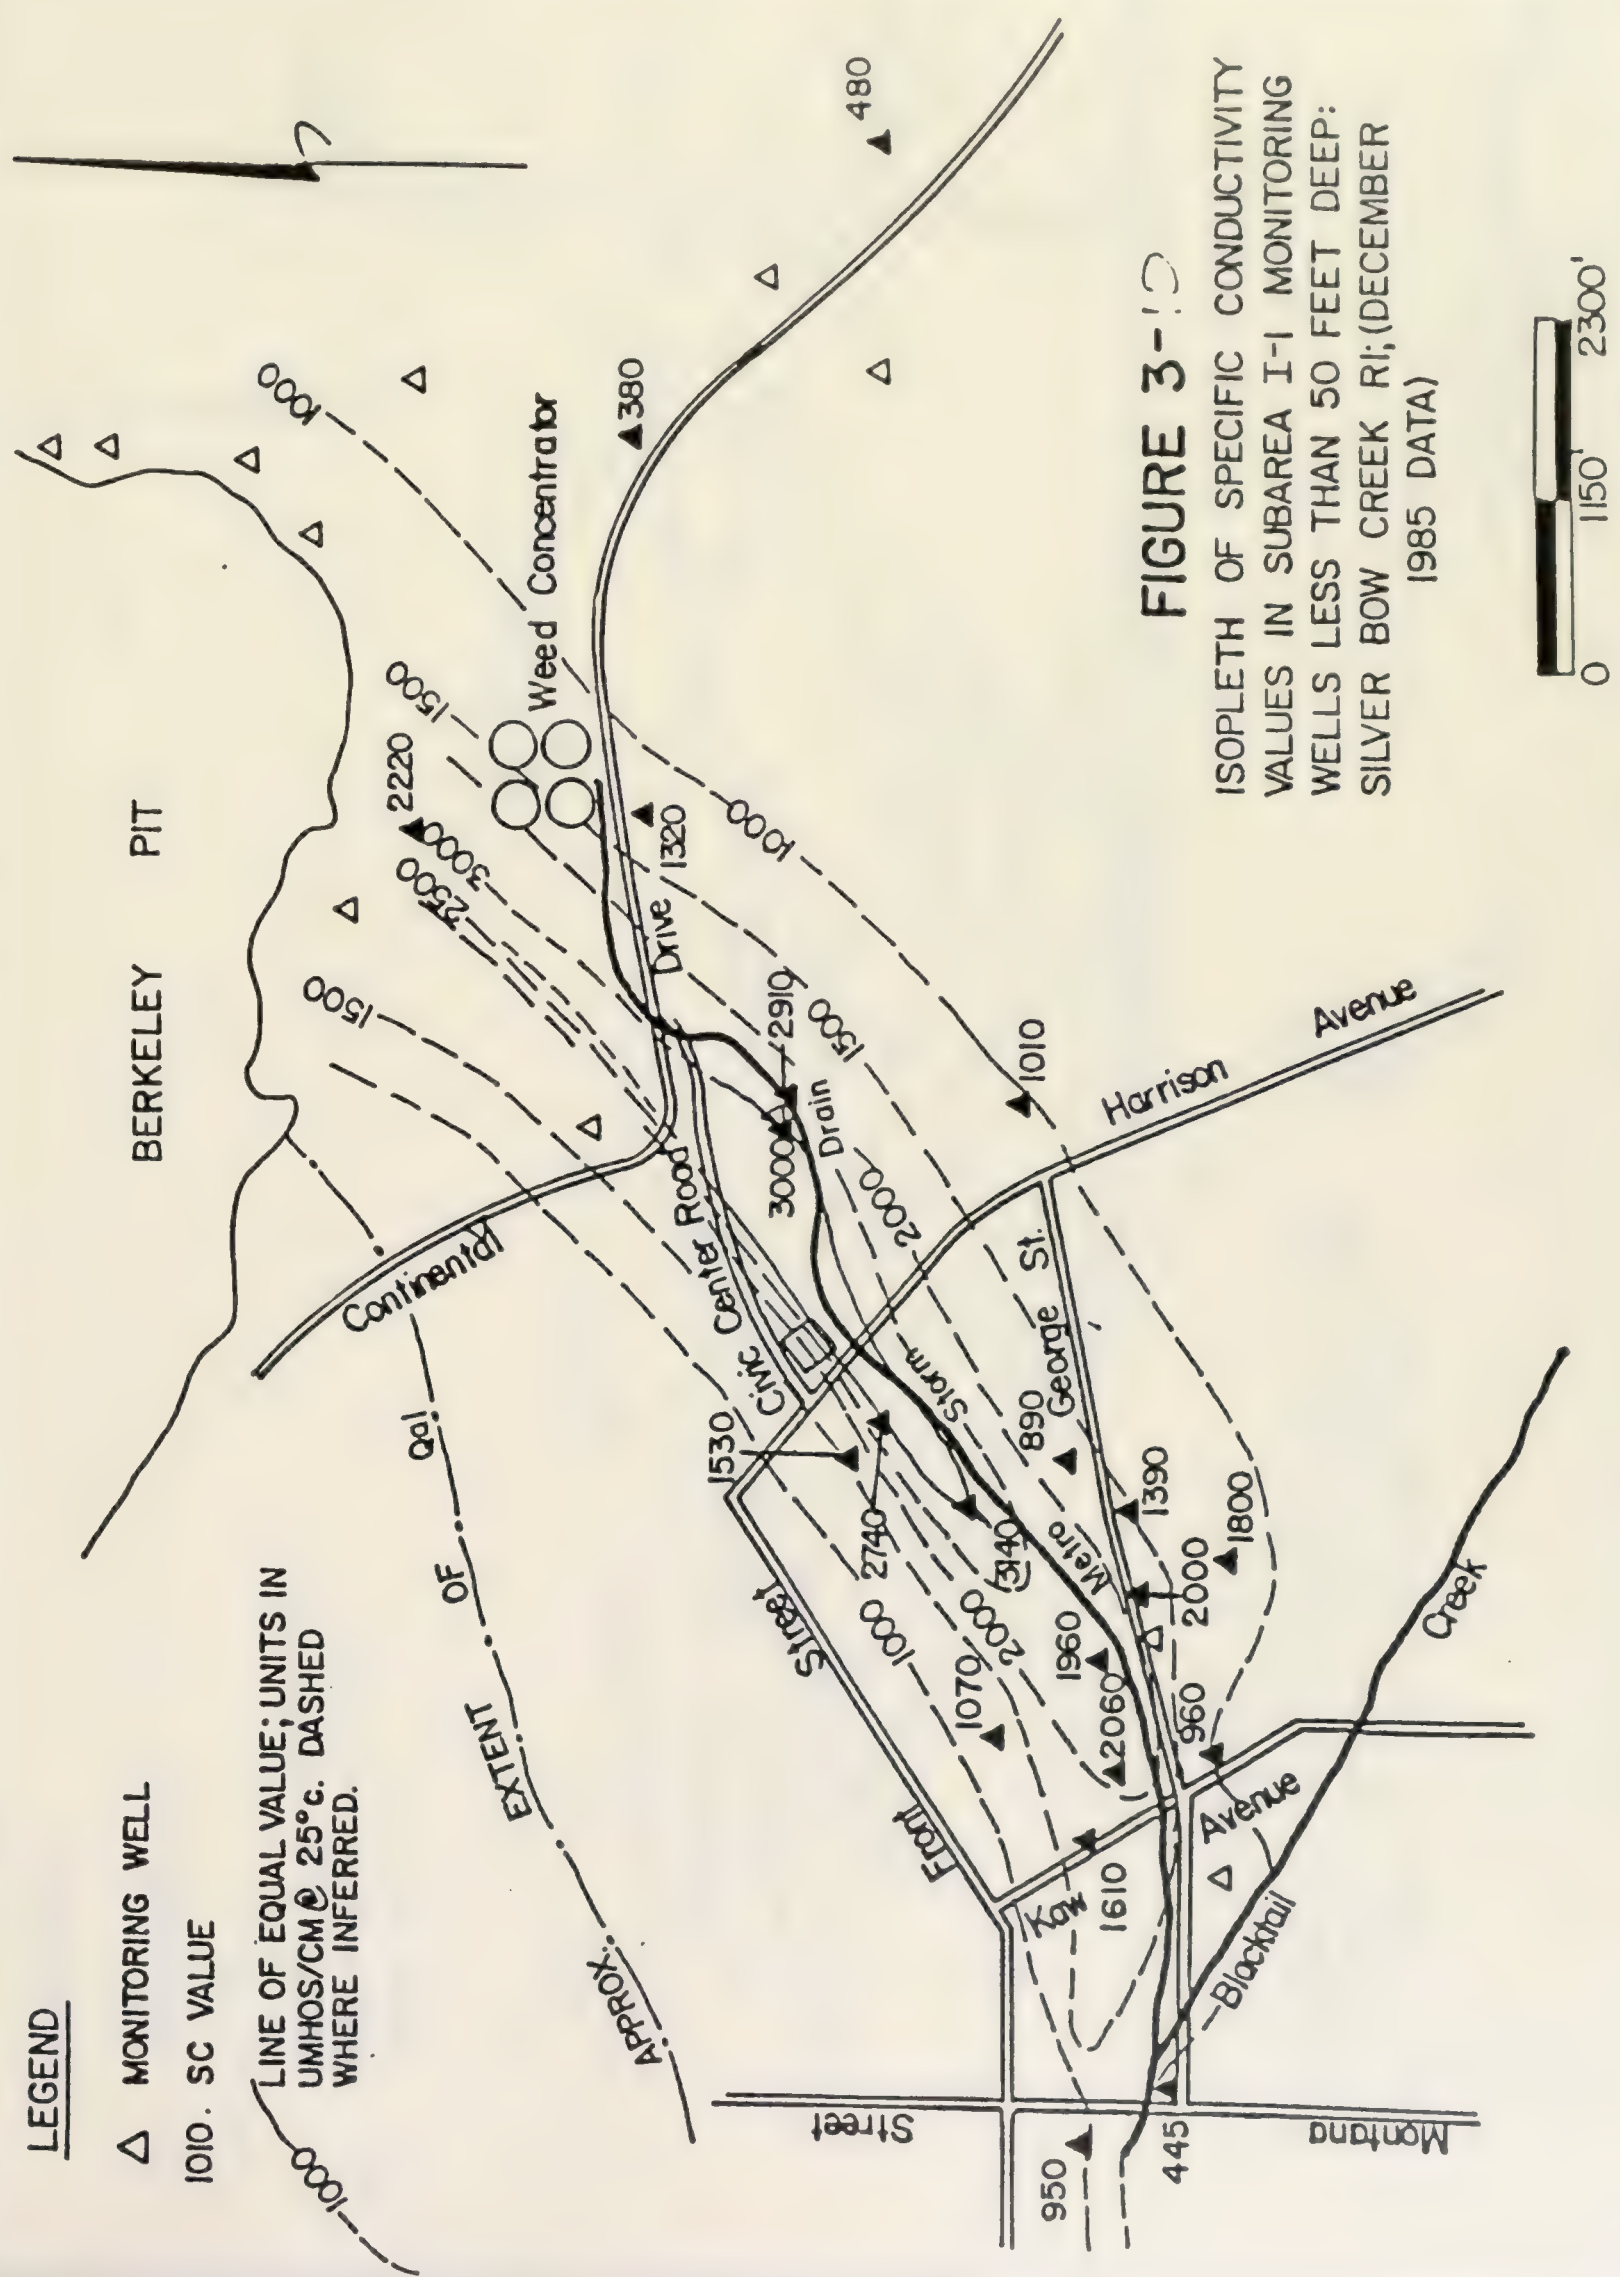 LEGEND
MONITORING WELL
1010. SC VALUE
1000
LINE OF EQUAL VALUE; UNITS IN
UMHOS/CM @ 25°c. DASHED
WHERE INFERRED.
BERKELEY PIT
APPROX. EXTENT OF Qal
Continental
Drive
Weed Concentrator
Civic Center Road
Front Street
Harrison Avenue
George St.
Metro Storm Drain
Kaw Avenue
Blacktail Creek
Montana Street
1000
1500
1500
2500
3000
2220
380
480
1320
1000
2910
1500
3000
2000
1010
1530
2740
3140
890
1390
1800
2000
1000
2000
1070
1960
2060
960
1610
950
445
FIGURE 3-
ISOPLETH OF SPECIFIC CONDUCTIVITY
VALUES IN SUBAREA I-I MONITORING
WELLS LESS THAN 50 FEET DEEP:
SILVER BOW CREEK RI; (DECEMBER
1985 DATA)
0 1150' 2300'